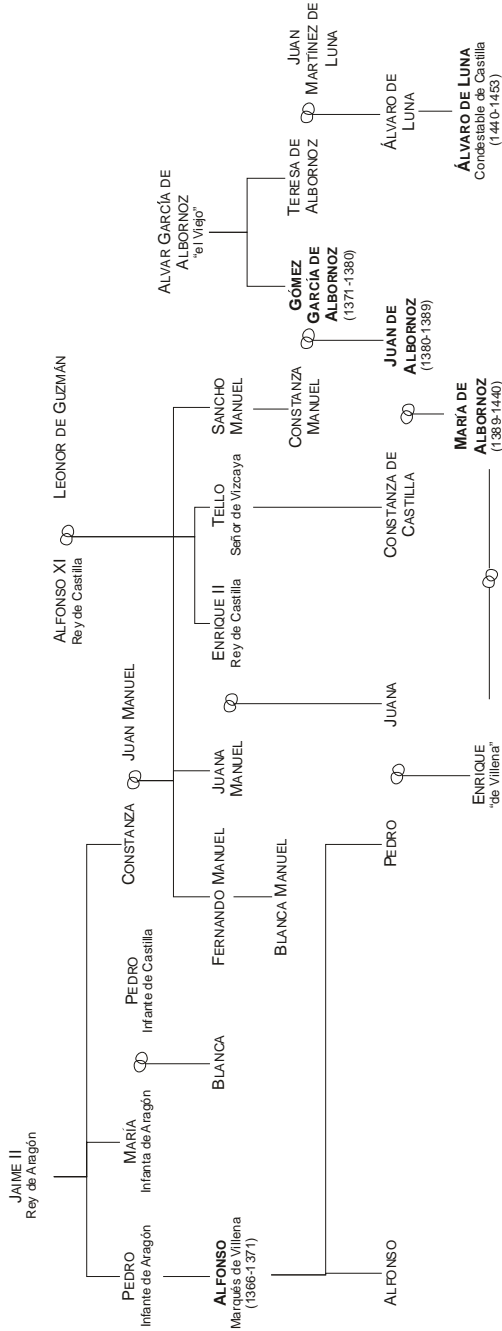 JAIME II
Rey de Aragón
ALFONSO XI
Rey de Castilla
LEONOR DE GUZMÁN
ALVAR GARCÍA DE
ALBORNOZ
"el Viejo"
PEDRO
Infante de Aragón
MARÍA
Infanta de Aragón
PEDRO
Infante de Castilla
CONSTANZA
JUAN MANUEL
ALFONSO
Marqués de Villena
(1366-1371)
BLANCA
FERNANDO MANUEL
JUANA
MANUEL
ENRIQUE II
Rey de Castilla
TELLO
Señor de Vizcaya
SANCHO
MANUEL
GÓMEZ
GARCÍA DE
ALBORNOZ
(1371-1380)
TERESA DE
ALBORNOZ
JUAN
MARTÍNEZ DE
LUNA
BLANCA MANUEL
CONSTANZA
MANUEL
ALFONSO
PEDRO
JUANA
CONSTANZA DE
CASTILLA
JUAN DE
ALBORNOZ
(1380-1389)
ÁLVARO DE
LUNA
ENRIQUE
"de Villena"
MARÍA DE
ALBORNOZ
(1389-1440)
ÁLVARO DE LUNA
Condestable de Castilla
(1440-1453)